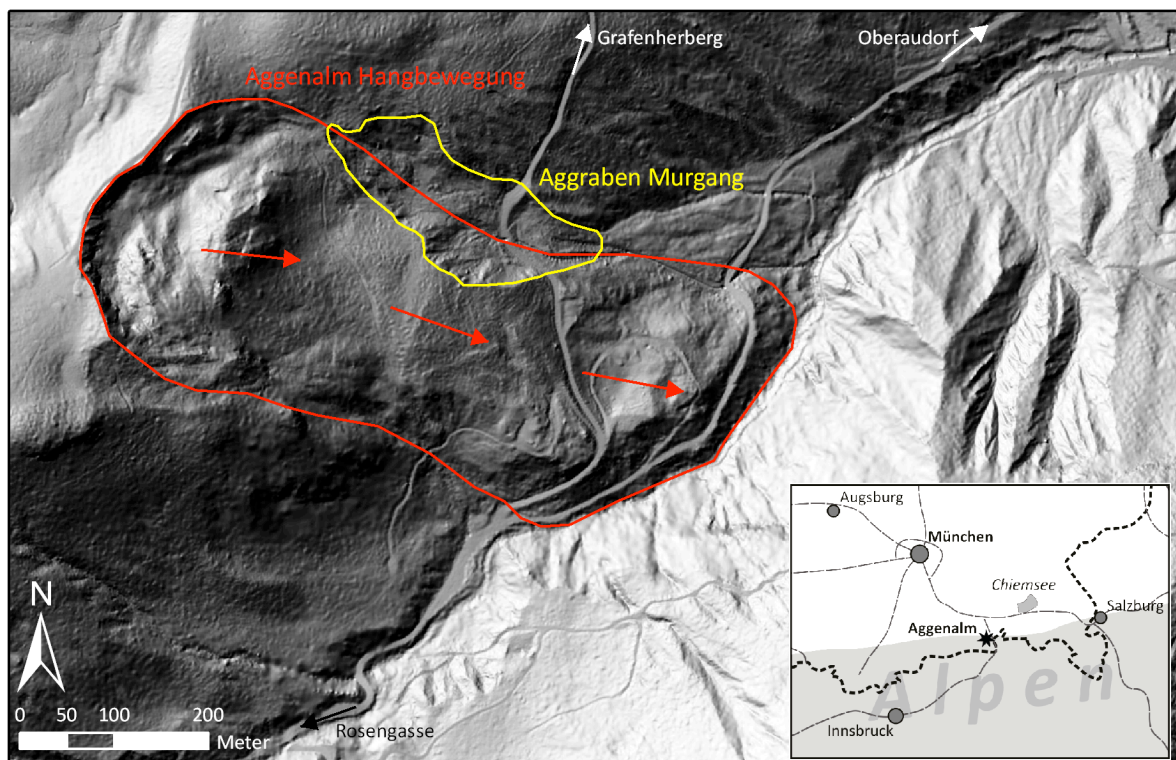 Grafenherberg
Oberaudorf
Aggenalm Hangbewegung
Aggraben Murgang
N
0 50 100 200
Meter
Rosengasse
Augsburg
München
Chiemsee
Salzburg
Aggenalm
Alpen
Innsbruck